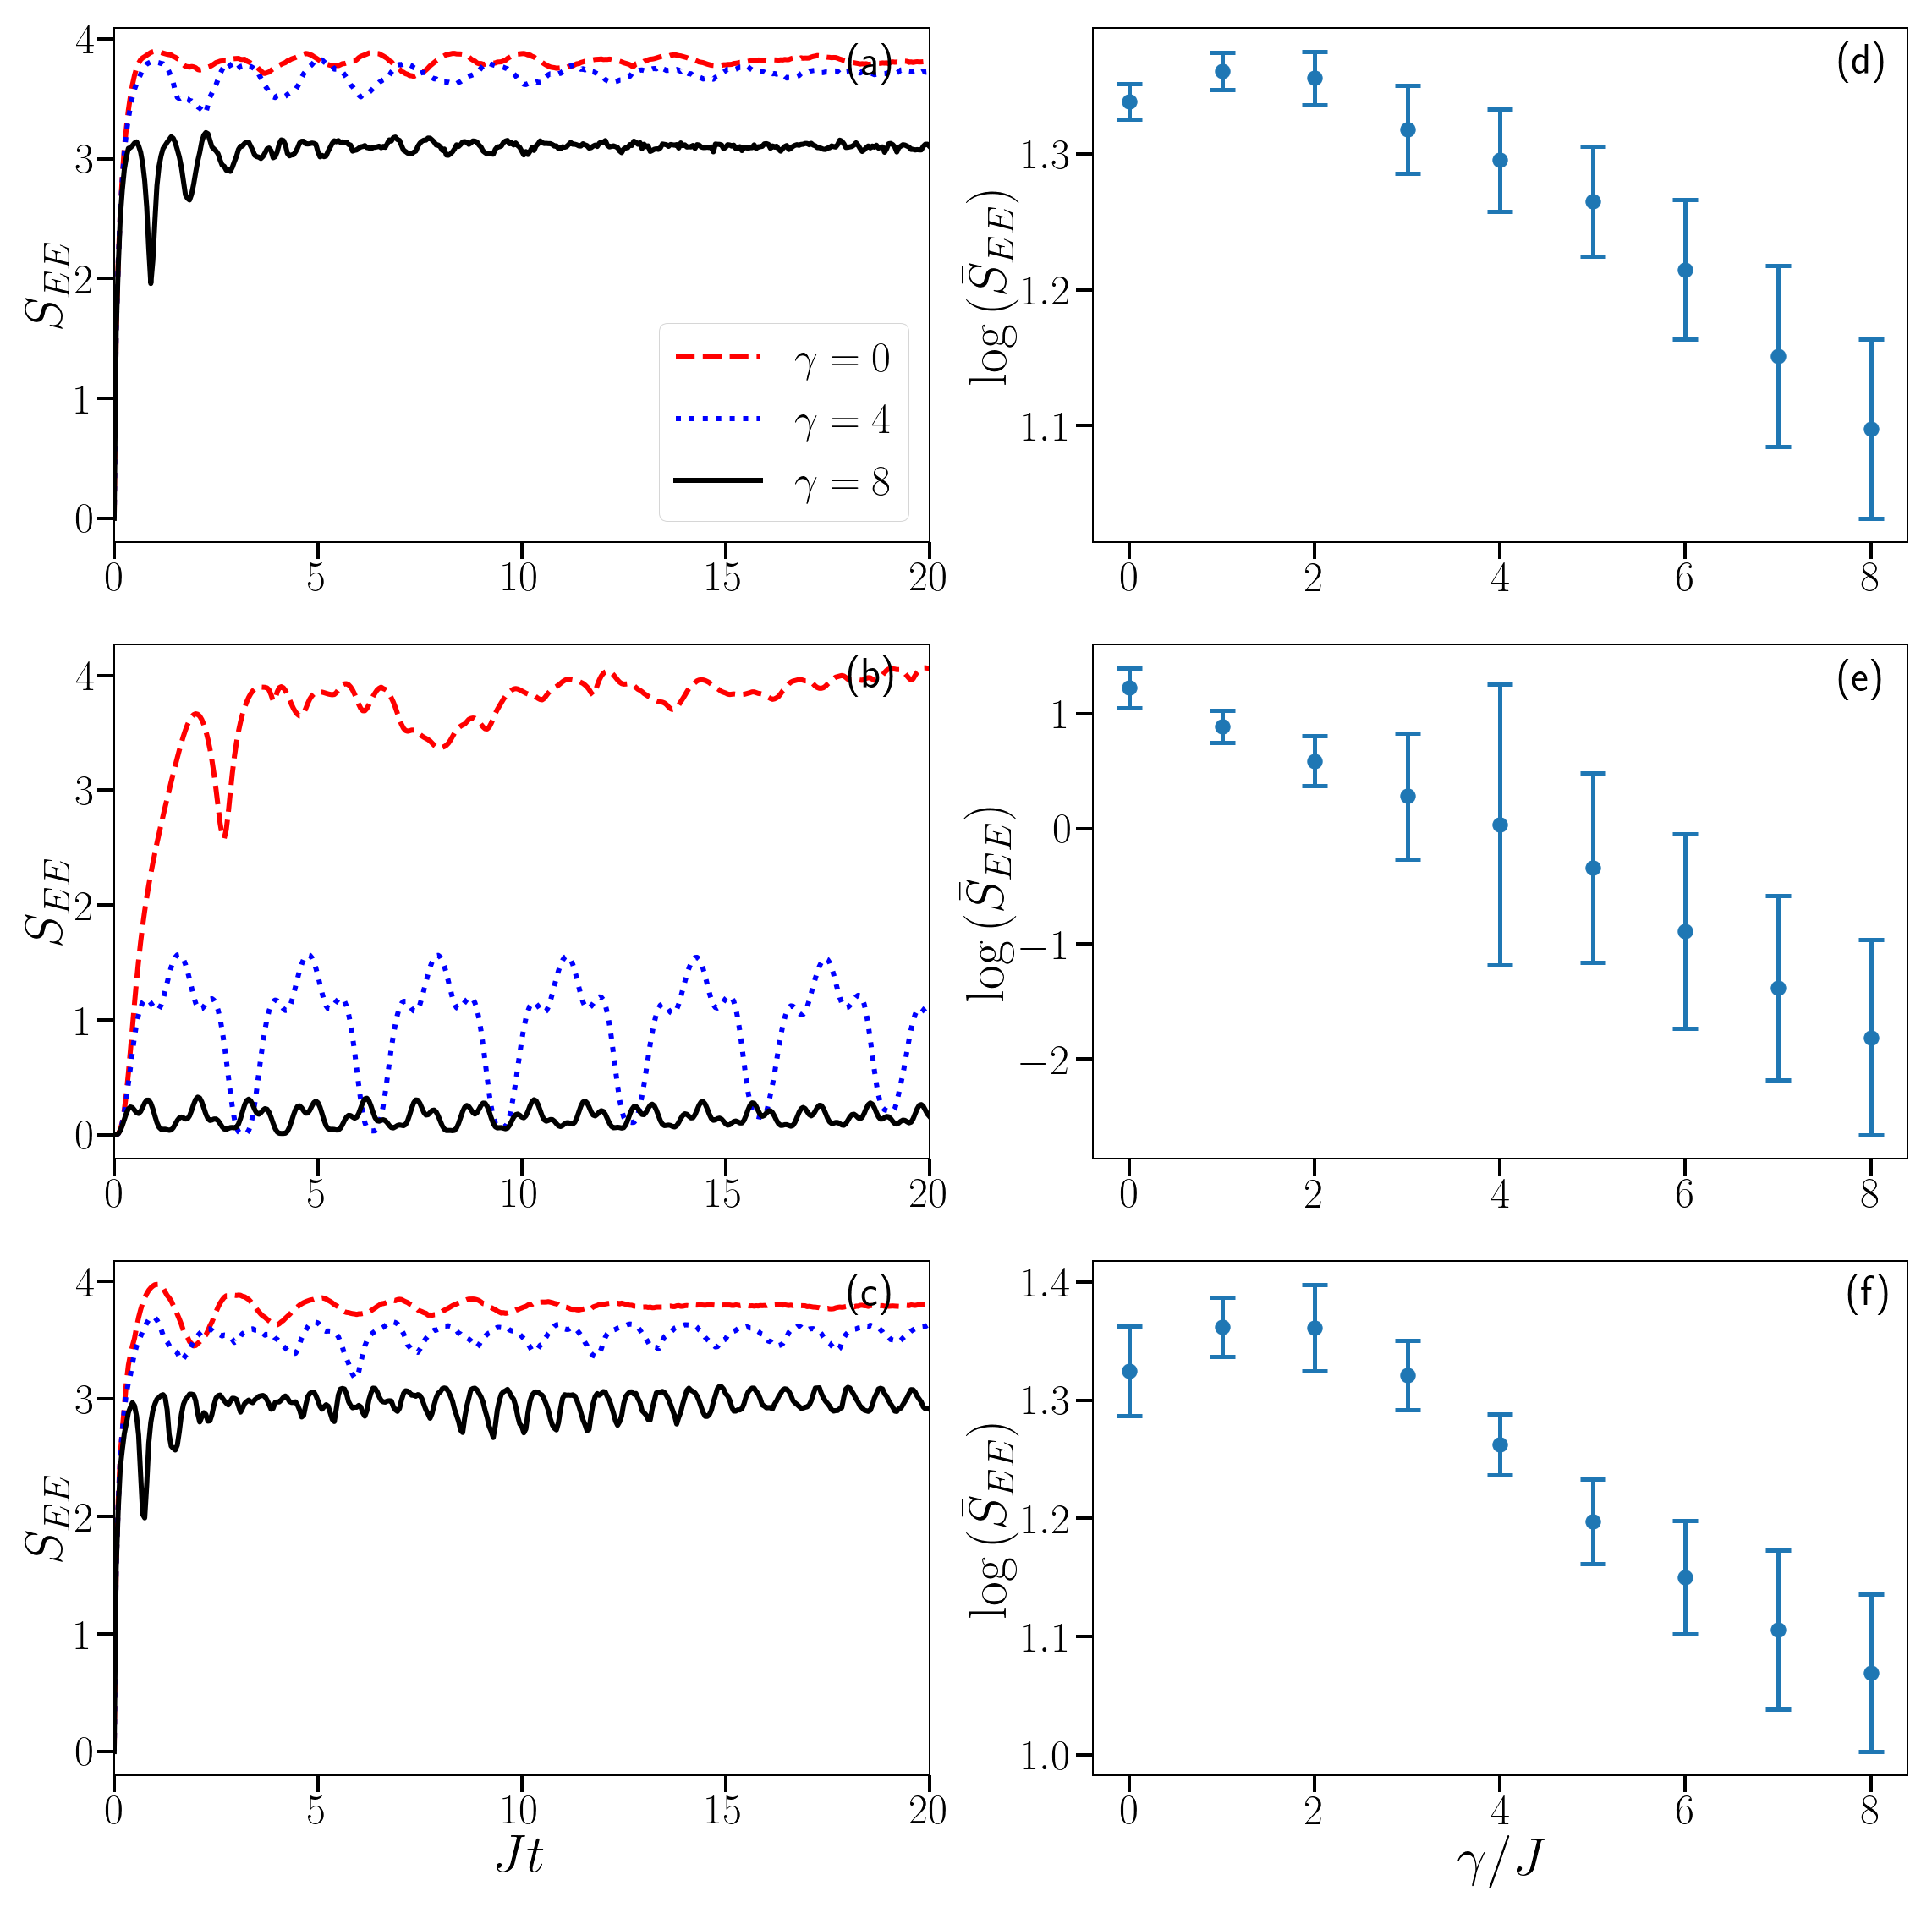 (a)
S_{EE}
4
3
2
1
0
γ = 0
γ = 4
γ = 8
0 5 10 15 20
(d)
log (S̄_{EE})
1.3
1.2
1.1
0 2 4 6 8
(b)
S_{EE}
4
3
2
1
0
0 5 10 15 20
(e)
log (S̄_{EE})
1
0
−1
−2
0 2 4 6 8
(c)
S_{EE}
4
3
2
1
0
0 5 10 15 20
Jt
(f)
log (S̄_{EE})
1.4
1.3
1.2
1.1
1.0
0 2 4 6 8
γ/J